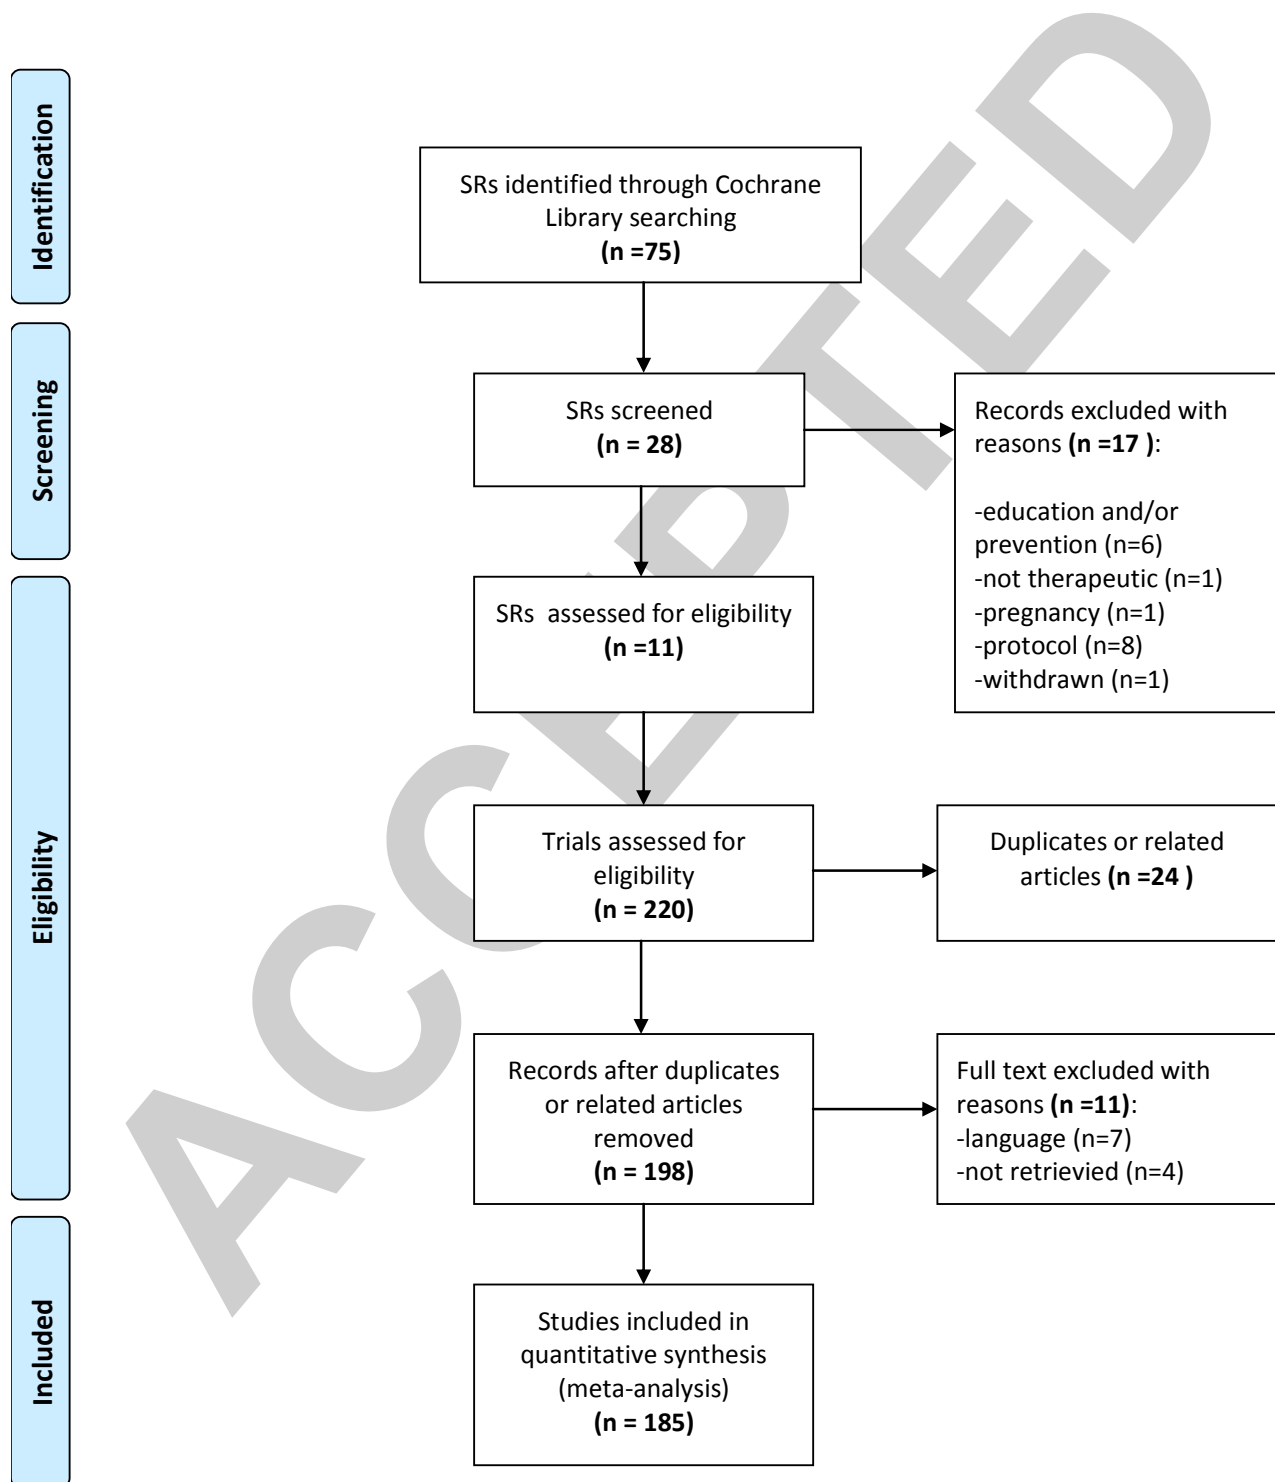 Identification
SRs identified through Cochrane
Library searching
(n =75)
Screening
SRs screened
(n = 28)
Records excluded with
reasons (n =17 ):
-education and/or
prevention (n=6)
-not therapeutic (n=1)
-pregnancy (n=1)
-protocol (n=8)
-withdrawn (n=1)
Eligibility
SRs  assessed for eligibility
(n =11)
Trials assessed for
eligibility
(n = 220)
Duplicates or related
articles (n =24 )
Records after duplicates
or related articles
removed
(n = 198)
Full text excluded with
reasons (n =11):
-language (n=7)
-not retrievied (n=4)
Included
Studies included in
quantitative synthesis
(meta-analysis)
(n = 185)
ACCEPTED